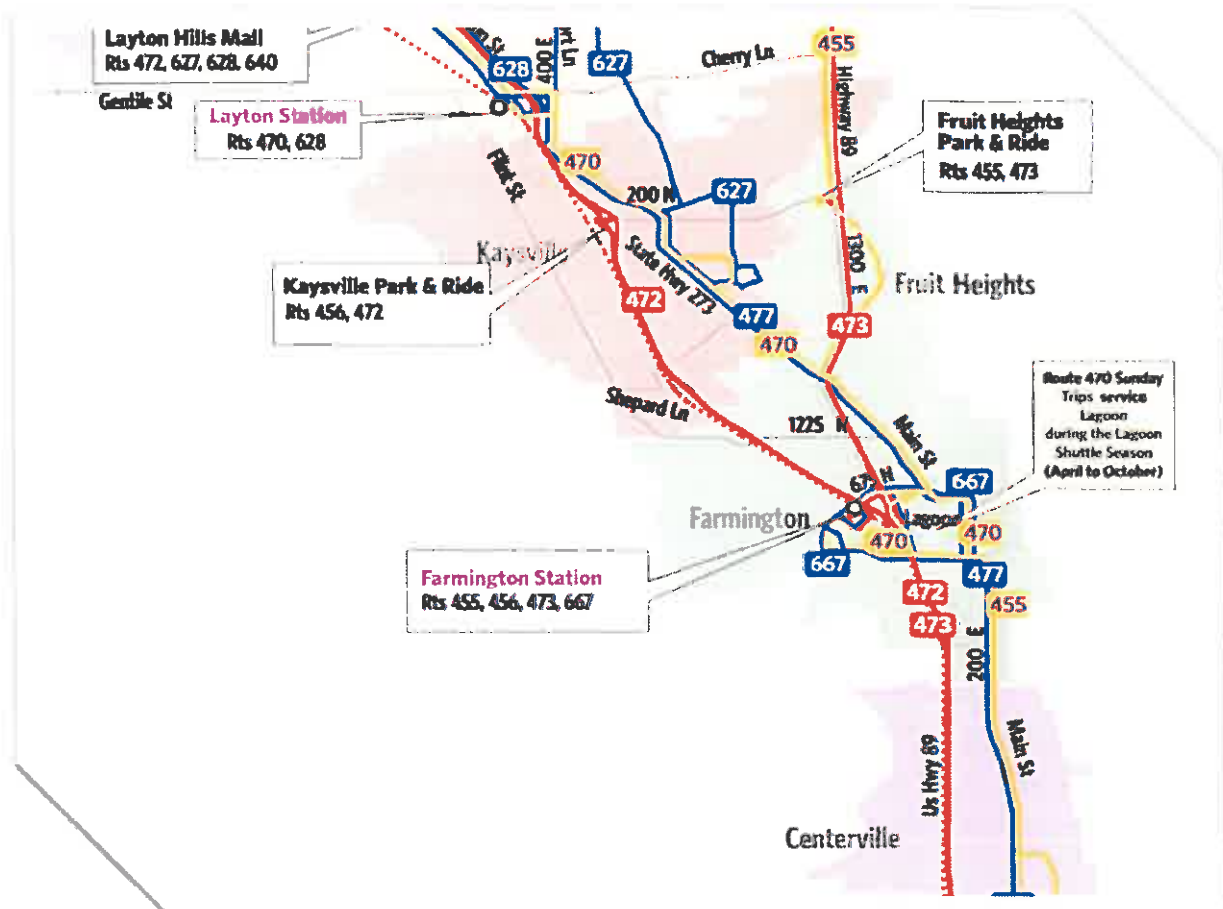 Layton Hills Mall
Rts 472, 627, 628, 640
628
400
627
Cherry Ln
455
Highway 89
Gentile St
Layton Station
Rts 470, 628
Fruit Heights
Park & Ride
Rts 455, 473
Flint St
470
200 N
627
Kaysville
State Hwy 273
1300 E
Fruit Heights
Kaysville Park & Ride
Rts 456, 472
472
477
473
470
Route 470 Sunday
Trips service
Lagoon
during the Lagoon
Shuttle Season
(April to October)
Shepard Ln
1225 N
Main St
675 N
667
Farmington
Lagoon
470
470
667
477
Farmington Station
Rts 455, 456, 473, 667
472
455
473
200 E
Us Hwy 89
Main St
Centerville